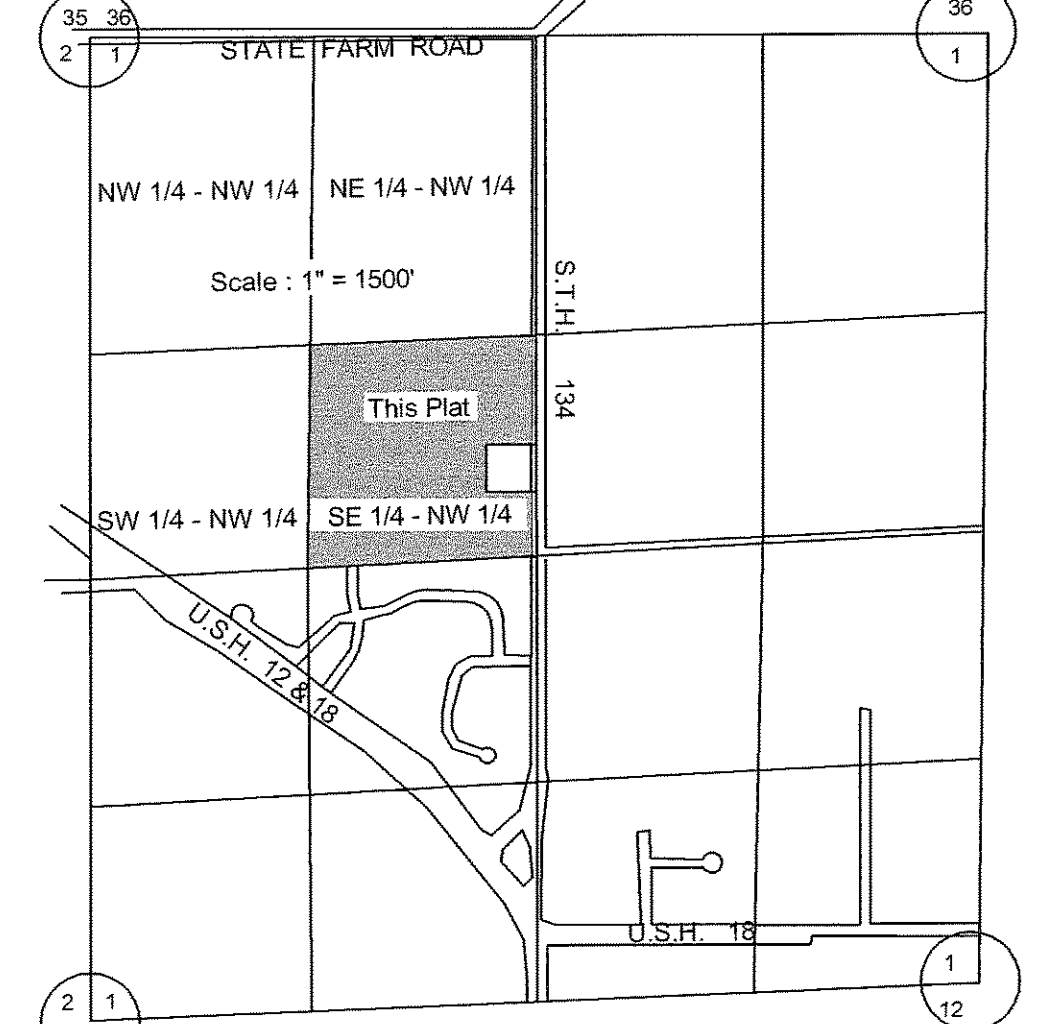 35 36
2 1
36
1
STATE FARM ROAD
NW 1/4 - NW 1/4
NE 1/4 - NW 1/4
Scale : 1" = 1500'
S.T.H. 134
This Plat
SW 1/4 - NW 1/4
SE 1/4 - NW 1/4
U.S.H. 12 & 18
U.S.H. 18
2 1
1
12